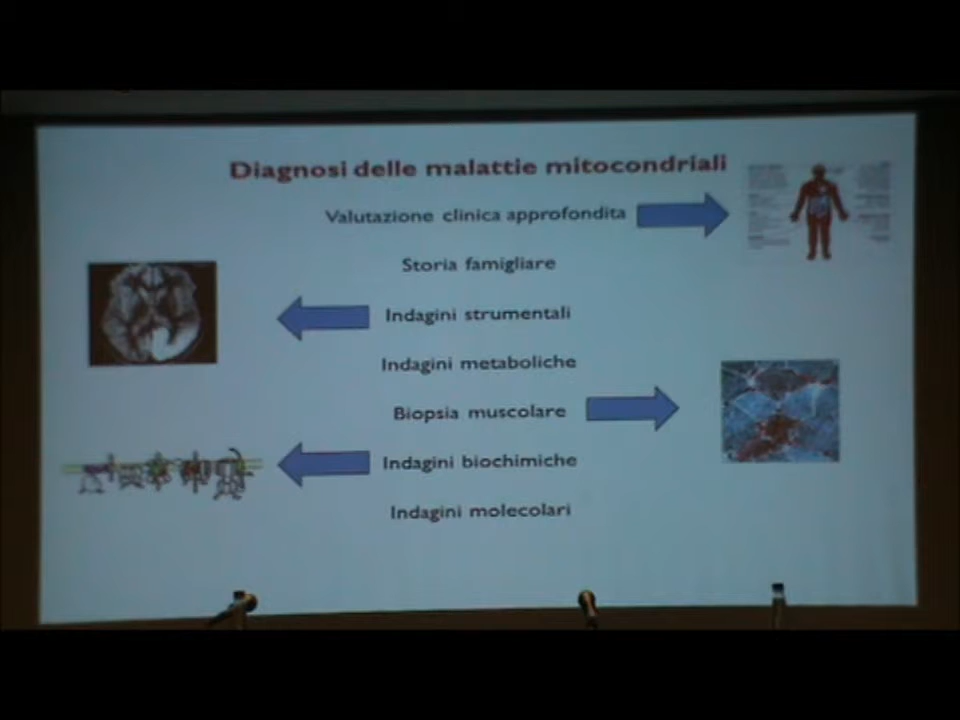 Diagnosi delle malattie mitocondriali
Valutazione clinica approfondita
Storia famigliare
Indagini strumentali
Indagini metaboliche
Biopsia muscolare
Indagini biochimiche
Indagini molecolari